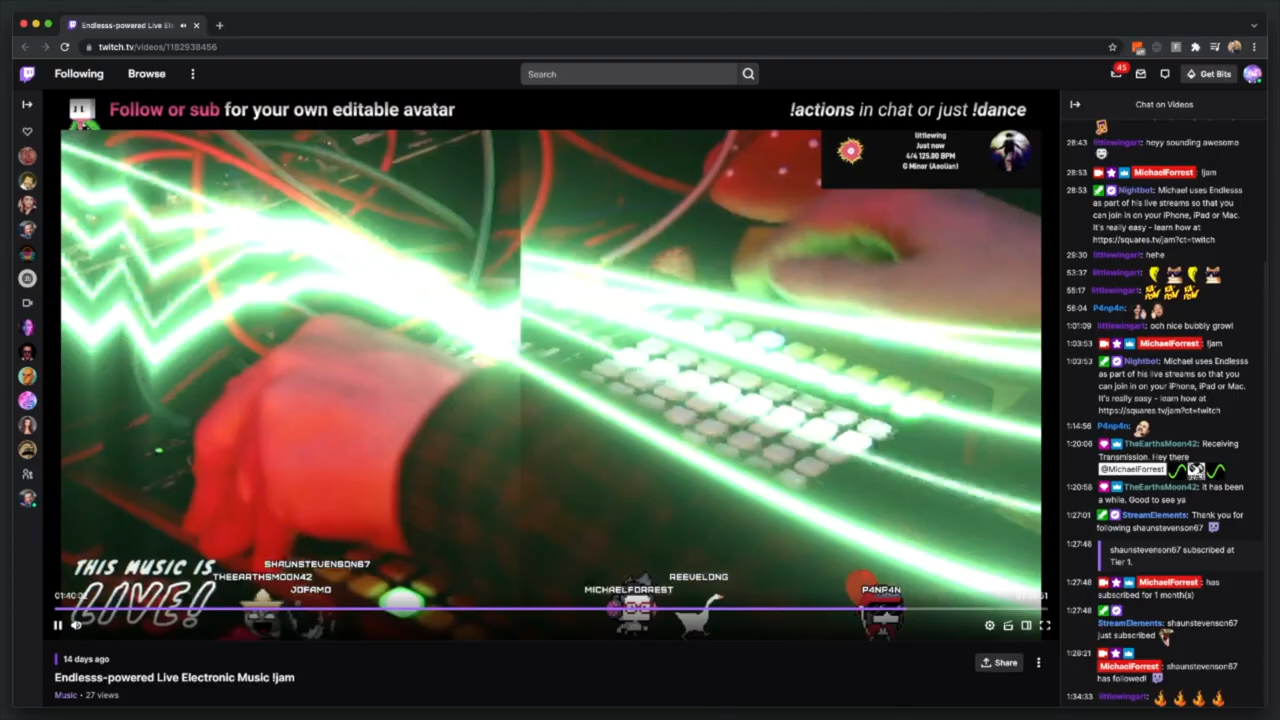 Endlesss-powered Live Ele
twitch.tv/videos/1182938456
Following
Browse
Search
45
Get Bits
Follow or sub for your own editable avatar
!actions in chat or just !dance
littlewing
Just now
4/4 125.00 BPM
G Minor (Aeolian)
THIS MUSIC IS
LIVE!
SHAUNSTEVENSON67
THEEARTHSMOON42
JOFAMO
MICHAELFORREST
REEVELONG
P4NP4N
14 days ago
Endlesss-powered Live Electronic Music !jam
Music • 27 views
Share
Chat on Videos
28:43 littlewingart: heyy sounding awesome
28:53 MichaelForrest: !jam
28:53 Nightbot: Michael uses Endlesss
as part of his live streams so that you
can join in on your iPhone, iPad or Mac.
It's really easy - learn how at
https://squares.tv/jam?ct=twitch
29:30 littlewingart: hehe
53:37 littlewingart:
55:17 littlewingart:
56:04 P4np4n:
1:01:09 littlewingart: och nice bubbly growl
1:03:53 MichaelForrest: !jam
1:03:53 Nightbot: Michael uses Endlesss
as part of his live streams so that you
can join in on your iPhone, iPad or Mac.
It's really easy - learn how at
https://squares.tv/jam?ct=twitch
1:14:56 P4np4n:
1:20:06 TheEarthsMoon42: Receiving
Transmission. Hey there
@MichaelForrest
1:20:58 TheEarthsMoon42: it has been
a while. Good to see ya
1:27:01 StreamElements: Thank you for
following shaunstevenson67
1:27:48 shaunstevenson67 subscribed at
Tier 1.
1:27:48 MichaelForrest: has
subscribed for 1 month(s)
1:27:48
StreamElements: shaunstevenson67
just subscribed
1:28:21
MichaelForrest: shaunstevenson67
has followed!
1:34:33 littlewingart: